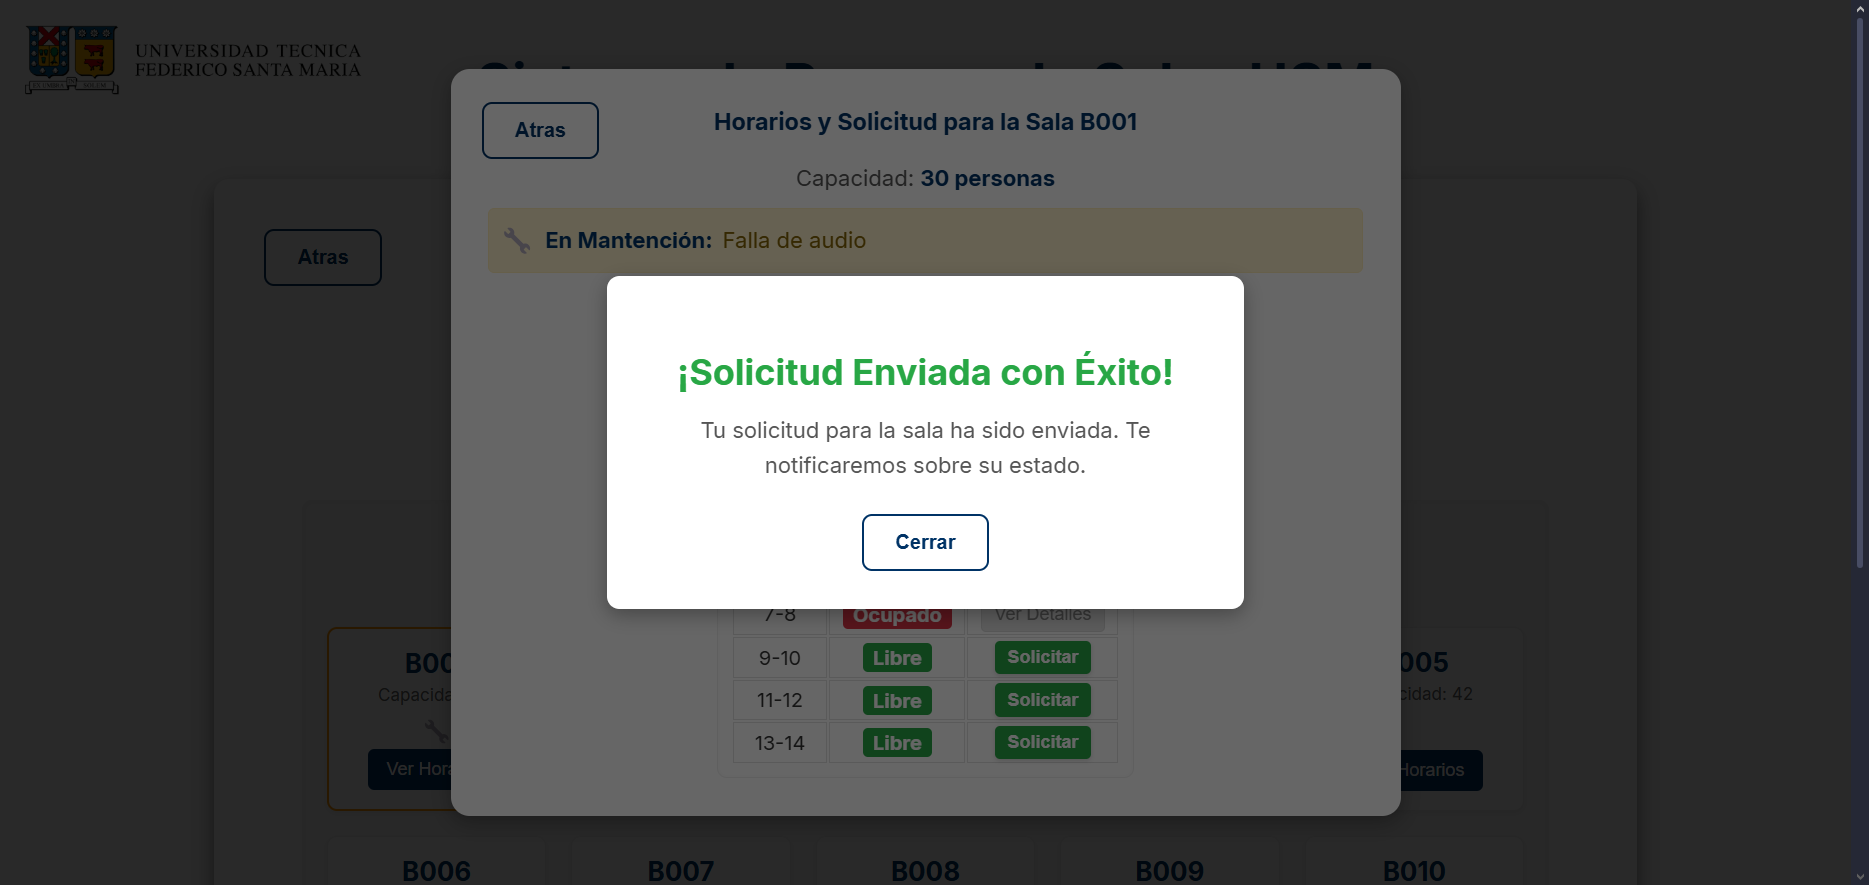 UNIVERSIDAD TECNICA
FEDERICO SANTA MARIA
Atras
Horarios y Solicitud para la Sala B001
Capacidad: 30 personas
En Mantención: Falla de audio
Atras
¡Solicitud Enviada con Éxito!
Tu solicitud para la sala ha sido enviada. Te
notificaremos sobre su estado.
Cerrar
7-8 Ocupado Ver Detalles
9-10 Libre Solicitar
11-12 Libre Solicitar
13-14 Libre Solicitar
B00
Capacida
Ver Hora
005
cidad: 42
Horarios
B006 B007 B008 B009 B010